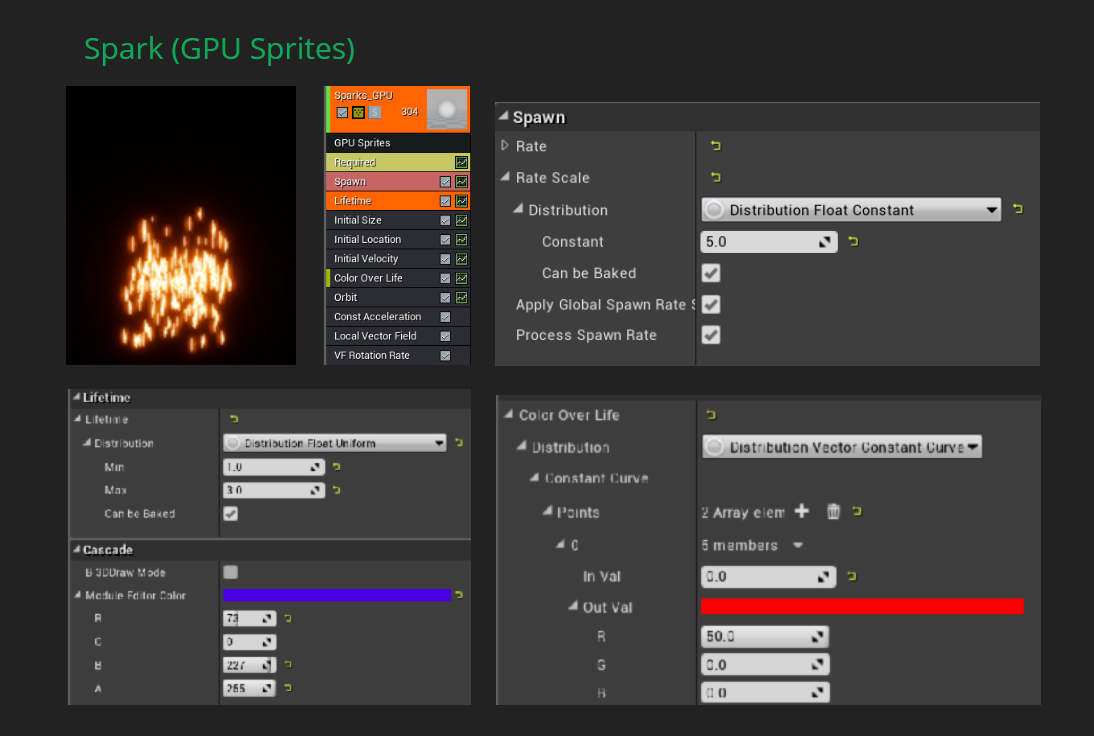 Spark (GPU Sprites)
Sparks_GPU
S 304
GPU Sprites
Required
Spawn
Lifetime
Initial Size
Initial Location
Initial Velocity
Color Over Life
Orbit
Const Acceleration
Local Vector Field
VF Rotation Rate
Spawn
Rate
Rate Scale
Distribution Distribution Float Constant
Constant 5.0
Can be Baked
Apply Global Spawn Rate S
Process Spawn Rate
Lifetime
Lifetime
Distribution Distribution Float Uniform
Min 1.0
Max 3.0
Can be Baked
Cascade
B 3DDraw Mode
Module Editor Color
R 73
G 0
B 227
A 255
Color Over Life
Distribution Distribution Vector Constant Curve
Constant Curve
Points 2 Array elem
0 5 members
In Val 0.0
Out Val
R 50.0
G 0.0
B 0.0